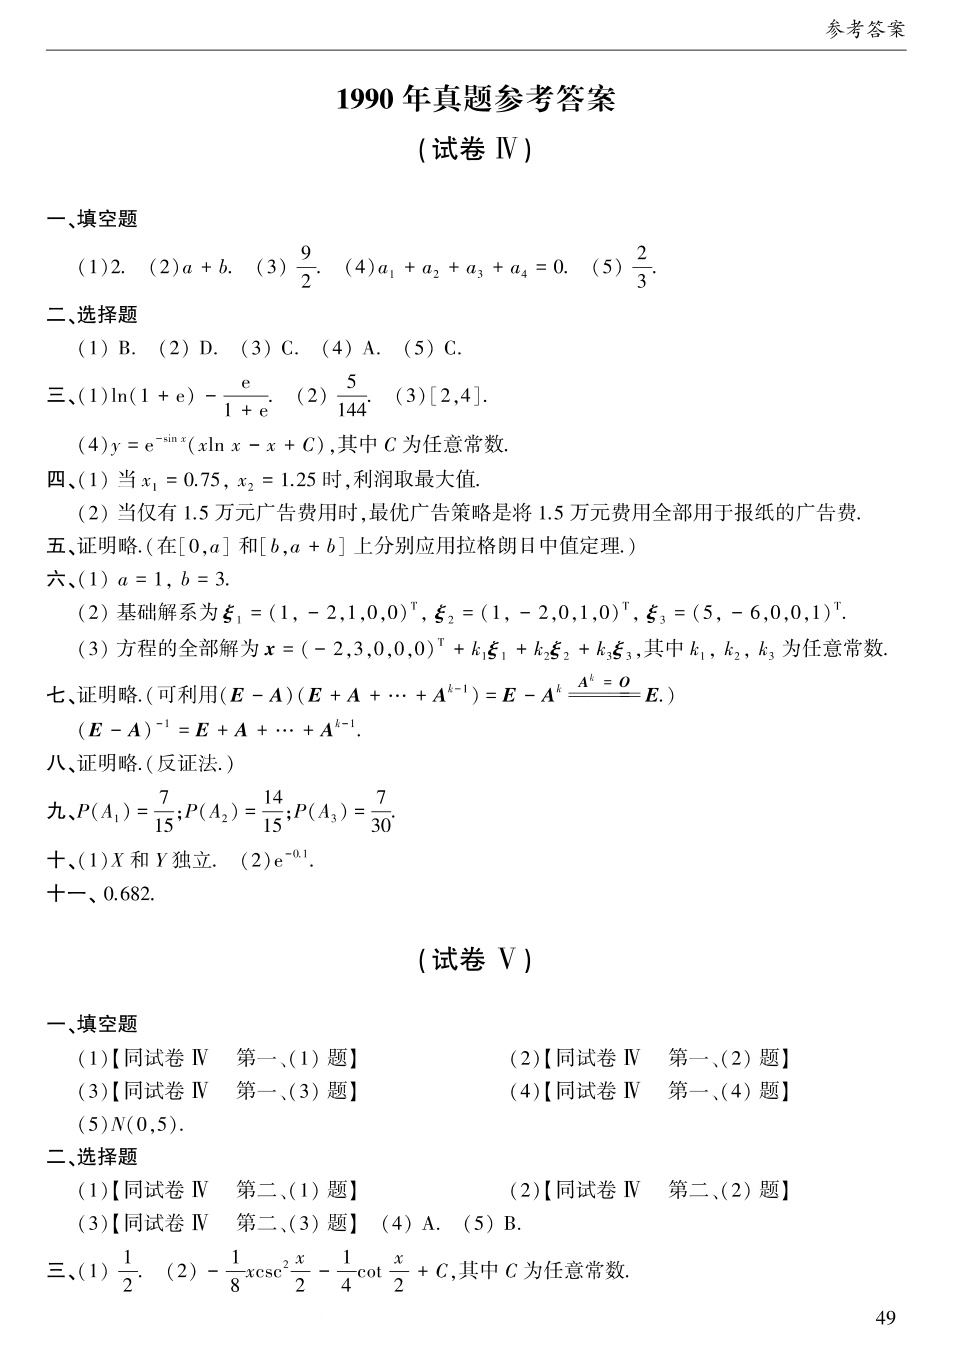 参考答案
1990 年真题参考答案
(试卷 Ⅳ)
一、填空题
(1)2. (2)a + b. (3) 9/2. (4)a₁ + a₂ + a₃ + a₄ = 0. (5) 2/3.
二、选择题
(1) B. (2) D. (3) C. (4) A. (5) C.
三、(1)ln(1 + e) − e/(1 + e). (2) 5/144. (3)[2,4].
(4)y = e^(−sin x)(xln x − x + C),其中 C 为任意常数.
四、(1) 当 x₁ = 0.75, x₂ = 1.25 时,利润取最大值.
(2) 当仅有 1.5 万元广告费用时,最优广告策略是将 1.5 万元费用全部用于报纸的广告费.
五、证明略.(在[0,a] 和[b,a + b] 上分别应用拉格朗日中值定理.)
六、(1) a = 1, b = 3.
(2) 基础解系为 ξ₁ = (1, − 2,1,0,0)ᵀ, ξ₂ = (1, − 2,0,1,0)ᵀ, ξ₃ = (5, − 6,0,0,1)ᵀ.
(3) 方程的全部解为 x = (− 2,3,0,0,0)ᵀ + k₁ξ₁ + k₂ξ₂ + k₃ξ₃,其中 k₁, k₂, k₃ 为任意常数.
七、证明略.(可利用(E − A)(E + A + ⋯ + Aᵏ⁻¹) = E − Aᵏ ==(Aᵏ = O)== E.)
(E − A)⁻¹ = E + A + ⋯ + Aᵏ⁻¹.
八、证明略.(反证法.)
九、P(A₁) = 7/15;P(A₂) = 14/15;P(A₃) = 7/30.
十、(1)X 和 Y 独立. (2)e^(−0.1).
十一、 0.682.
(试卷 Ⅴ)
一、填空题
(1)【同试卷 Ⅳ 第一、(1) 题】 (2)【同试卷 Ⅳ 第一、(2) 题】
(3)【同试卷 Ⅳ 第一、(3) 题】 (4)【同试卷 Ⅳ 第一、(4) 题】
(5)N(0,5).
二、选择题
(1)【同试卷 Ⅳ 第二、(1) 题】 (2)【同试卷 Ⅳ 第二、(2) 题】
(3)【同试卷 Ⅳ 第二、(3) 题】 (4) A. (5) B.
三、(1) 1/2. (2) − 1/8 xcsc² x/2 − 1/4 cot x/2 + C,其中 C 为任意常数.
49